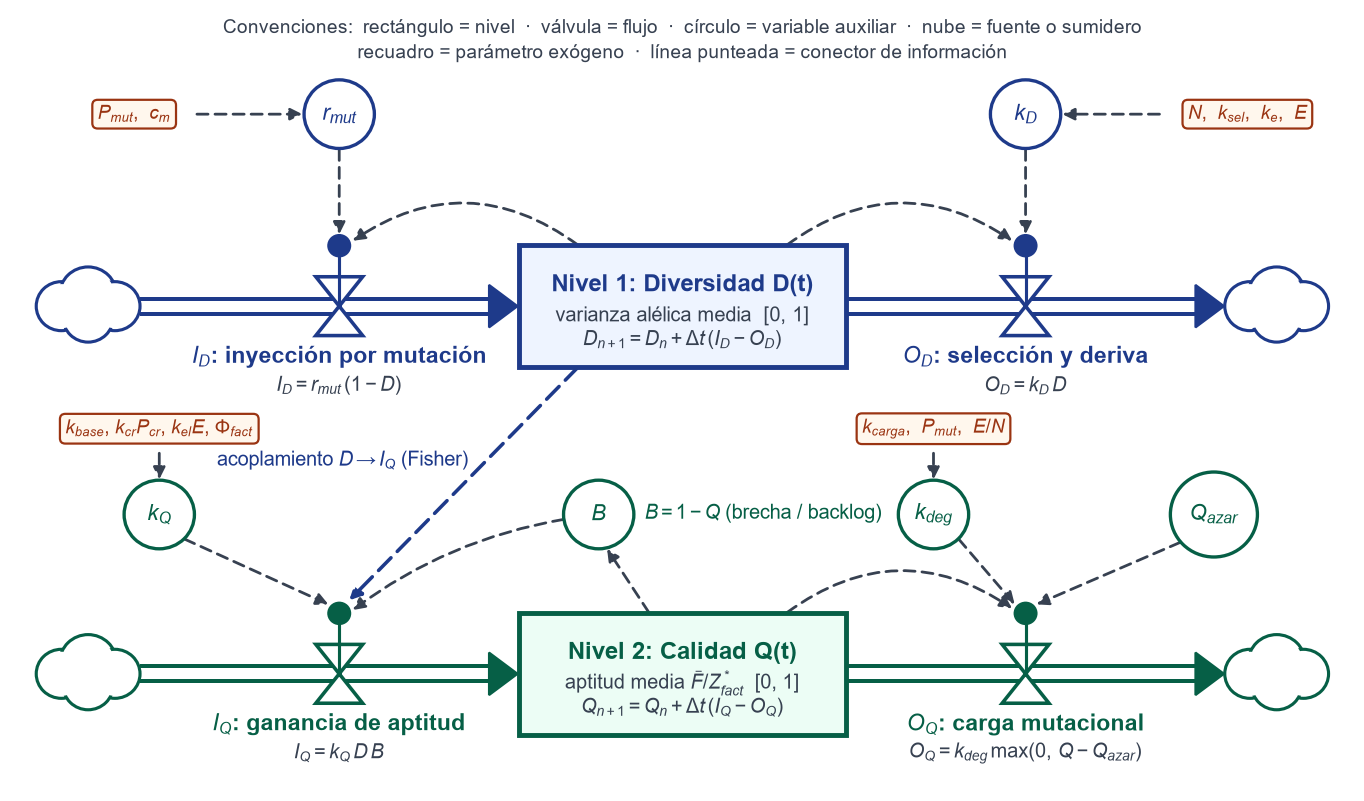 Convenciones: rectángulo = nivel · válvula = flujo · círculo = variable auxiliar · nube = fuente o sumidero
recuadro = parámetro exógeno · línea punteada = conector de información
P_mut, c_m
r_mut
k_D
N, k_sel, k_e, E
Nivel 1: Diversidad D(t)
varianza alélica media [0, 1]
D_{n+1} = D_n + Δt (I_D − O_D)
I_D: inyección por mutación
I_D = r_mut (1 − D)
O_D: selección y deriva
O_D = k_D D
k_base, k_cr P_cr, k_el E, Φ_fact
acoplamiento D → I_Q (Fisher)
k_carga, P_mut, E/N
k_Q
B
B = 1 − Q (brecha / backlog)
k_deg
Q_azar
Nivel 2: Calidad Q(t)
aptitud media F̄/Z*_fact [0, 1]
Q_{n+1} = Q_n + Δt (I_Q − O_Q)
I_Q: ganancia de aptitud
I_Q = k_Q D B
O_Q: carga mutacional
O_Q = k_deg max(0, Q − Q_azar)